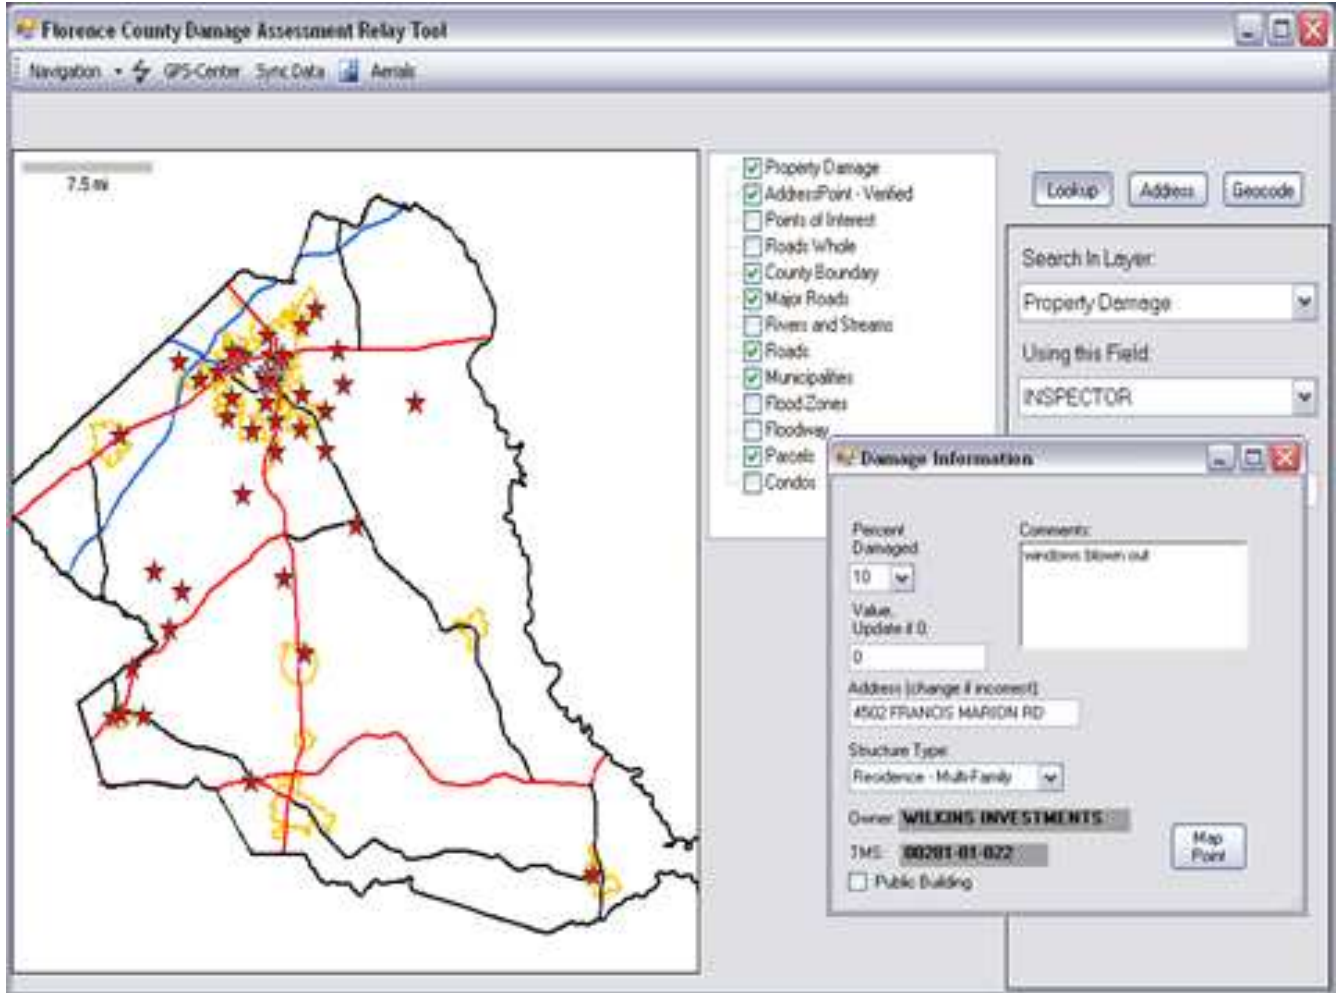 Florence County Damage Assessment Relay Tool
Navigation GPS-Center Sync Data Aerials
7.5 mi
Property Damage
AddressPoint - Verified
Points of Interest
Roads Whole
County Boundary
Major Roads
Rivers and Streams
Roads
Municipalities
Flood Zones
Floodway
Parcels
Condos
Lookup Address Geocode
Search In Layer:
Property Damage
Using this Field:
INSPECTOR
Damage Information
Percent
Damaged:
10
Comments:
windows blown out
Value,
Update if 0:
0
Address (change if incorrect):
4502 FRANCIS MARION RD
Structure Type:
Residence - Multi-Family
Owner: WILKINS INVESTMENTS
TMS: 00281-01-022
Public Building
Map
Point